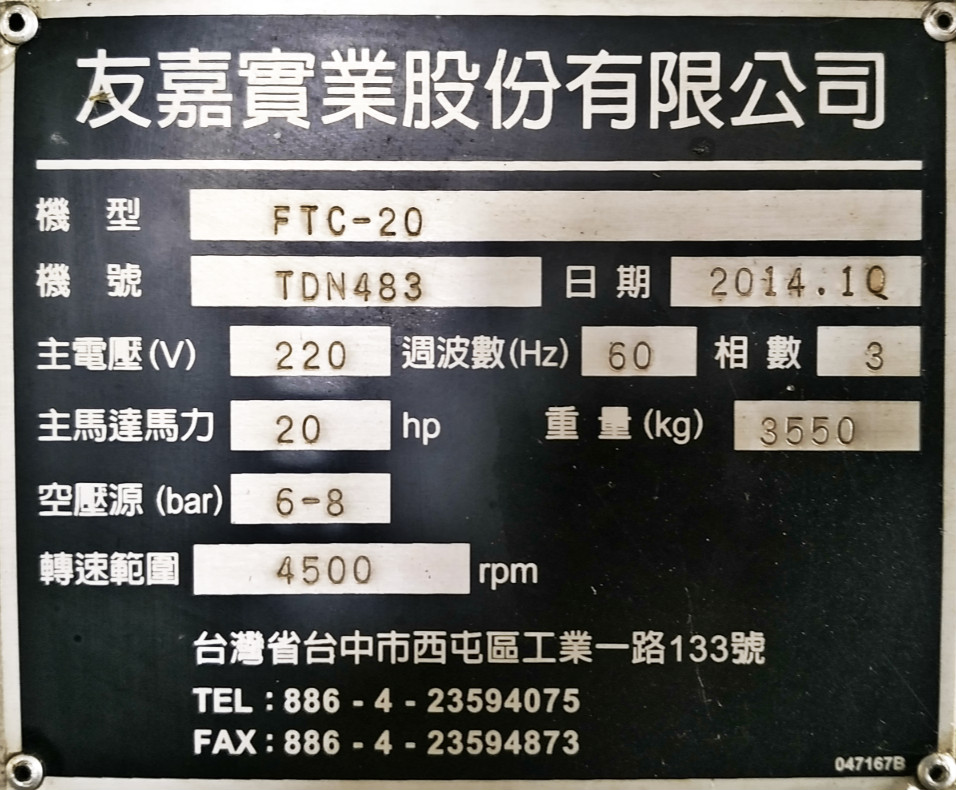 友嘉實業股份有限公司
機 型 FTC-20
機 號 TDN483 日 期 2014.1Q
主電壓(V) 220 週波數(Hz) 60 相 數 3
主馬達馬力 20 hp 重 量 (kg) 3550
空壓源 (bar) 6-8
轉速範圍 4500 rpm
台灣省台中市西屯區工業一路133號
TEL : 886 - 4 - 23594075
FAX : 886 - 4 - 23594873
047167B